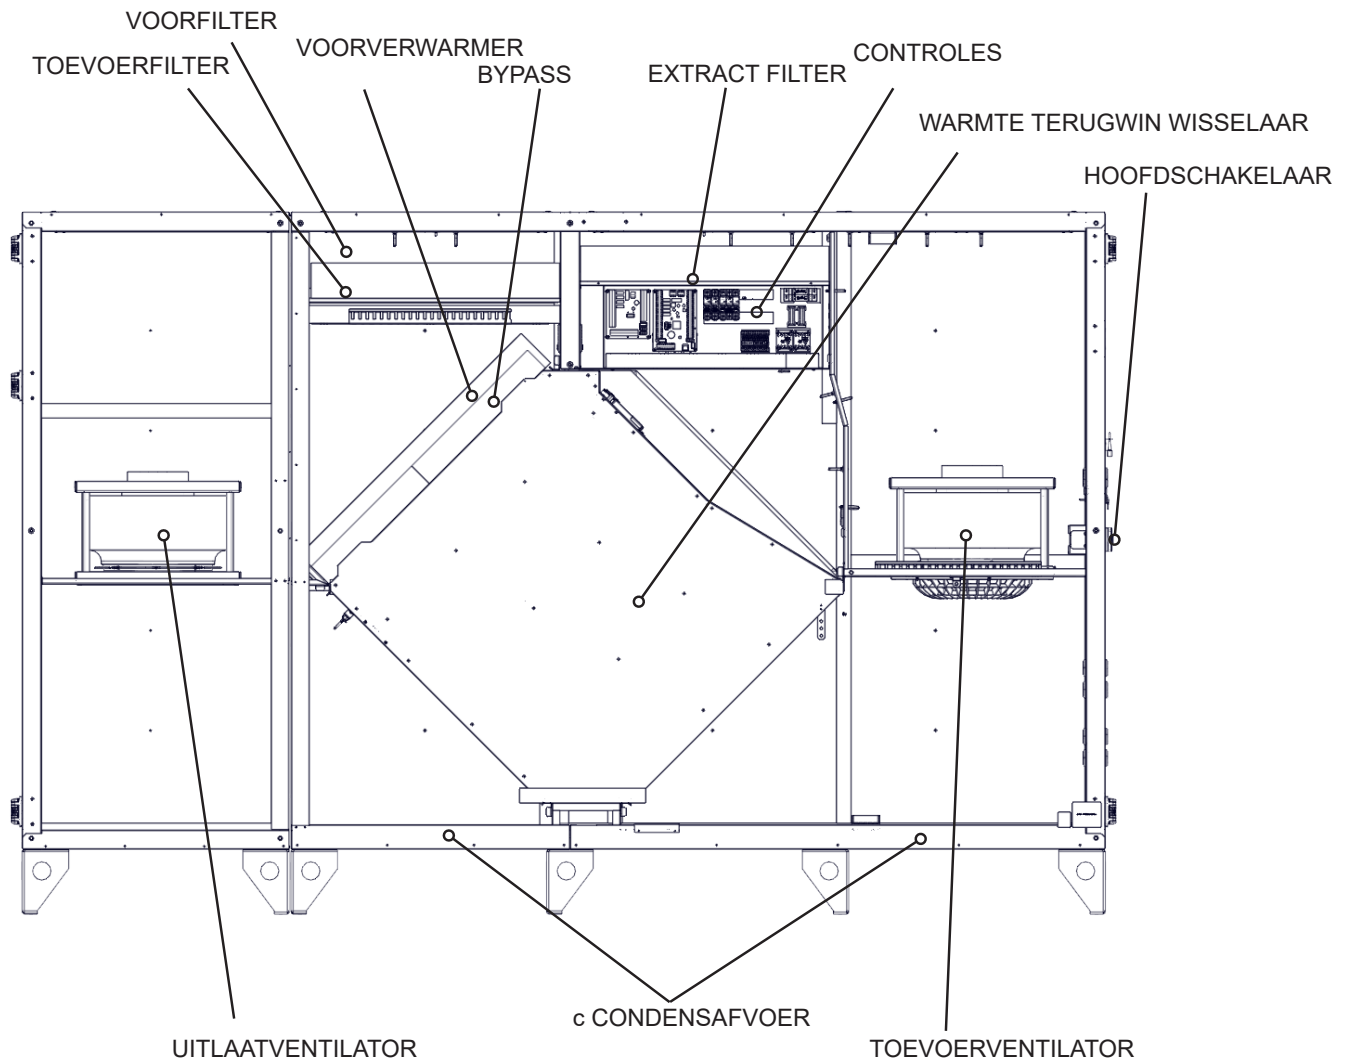 VOORFILTER
VOORVERWARMER
CONTROLES
TOEVOERFILTER
BYPASS
EXTRACT FILTER
WARMTE TERUGWIN WISSELAAR
HOOFDSCHAKELAAR
c CONDENSAFVOER
UITLAATVENTILATOR
TOEVOERVENTILATOR